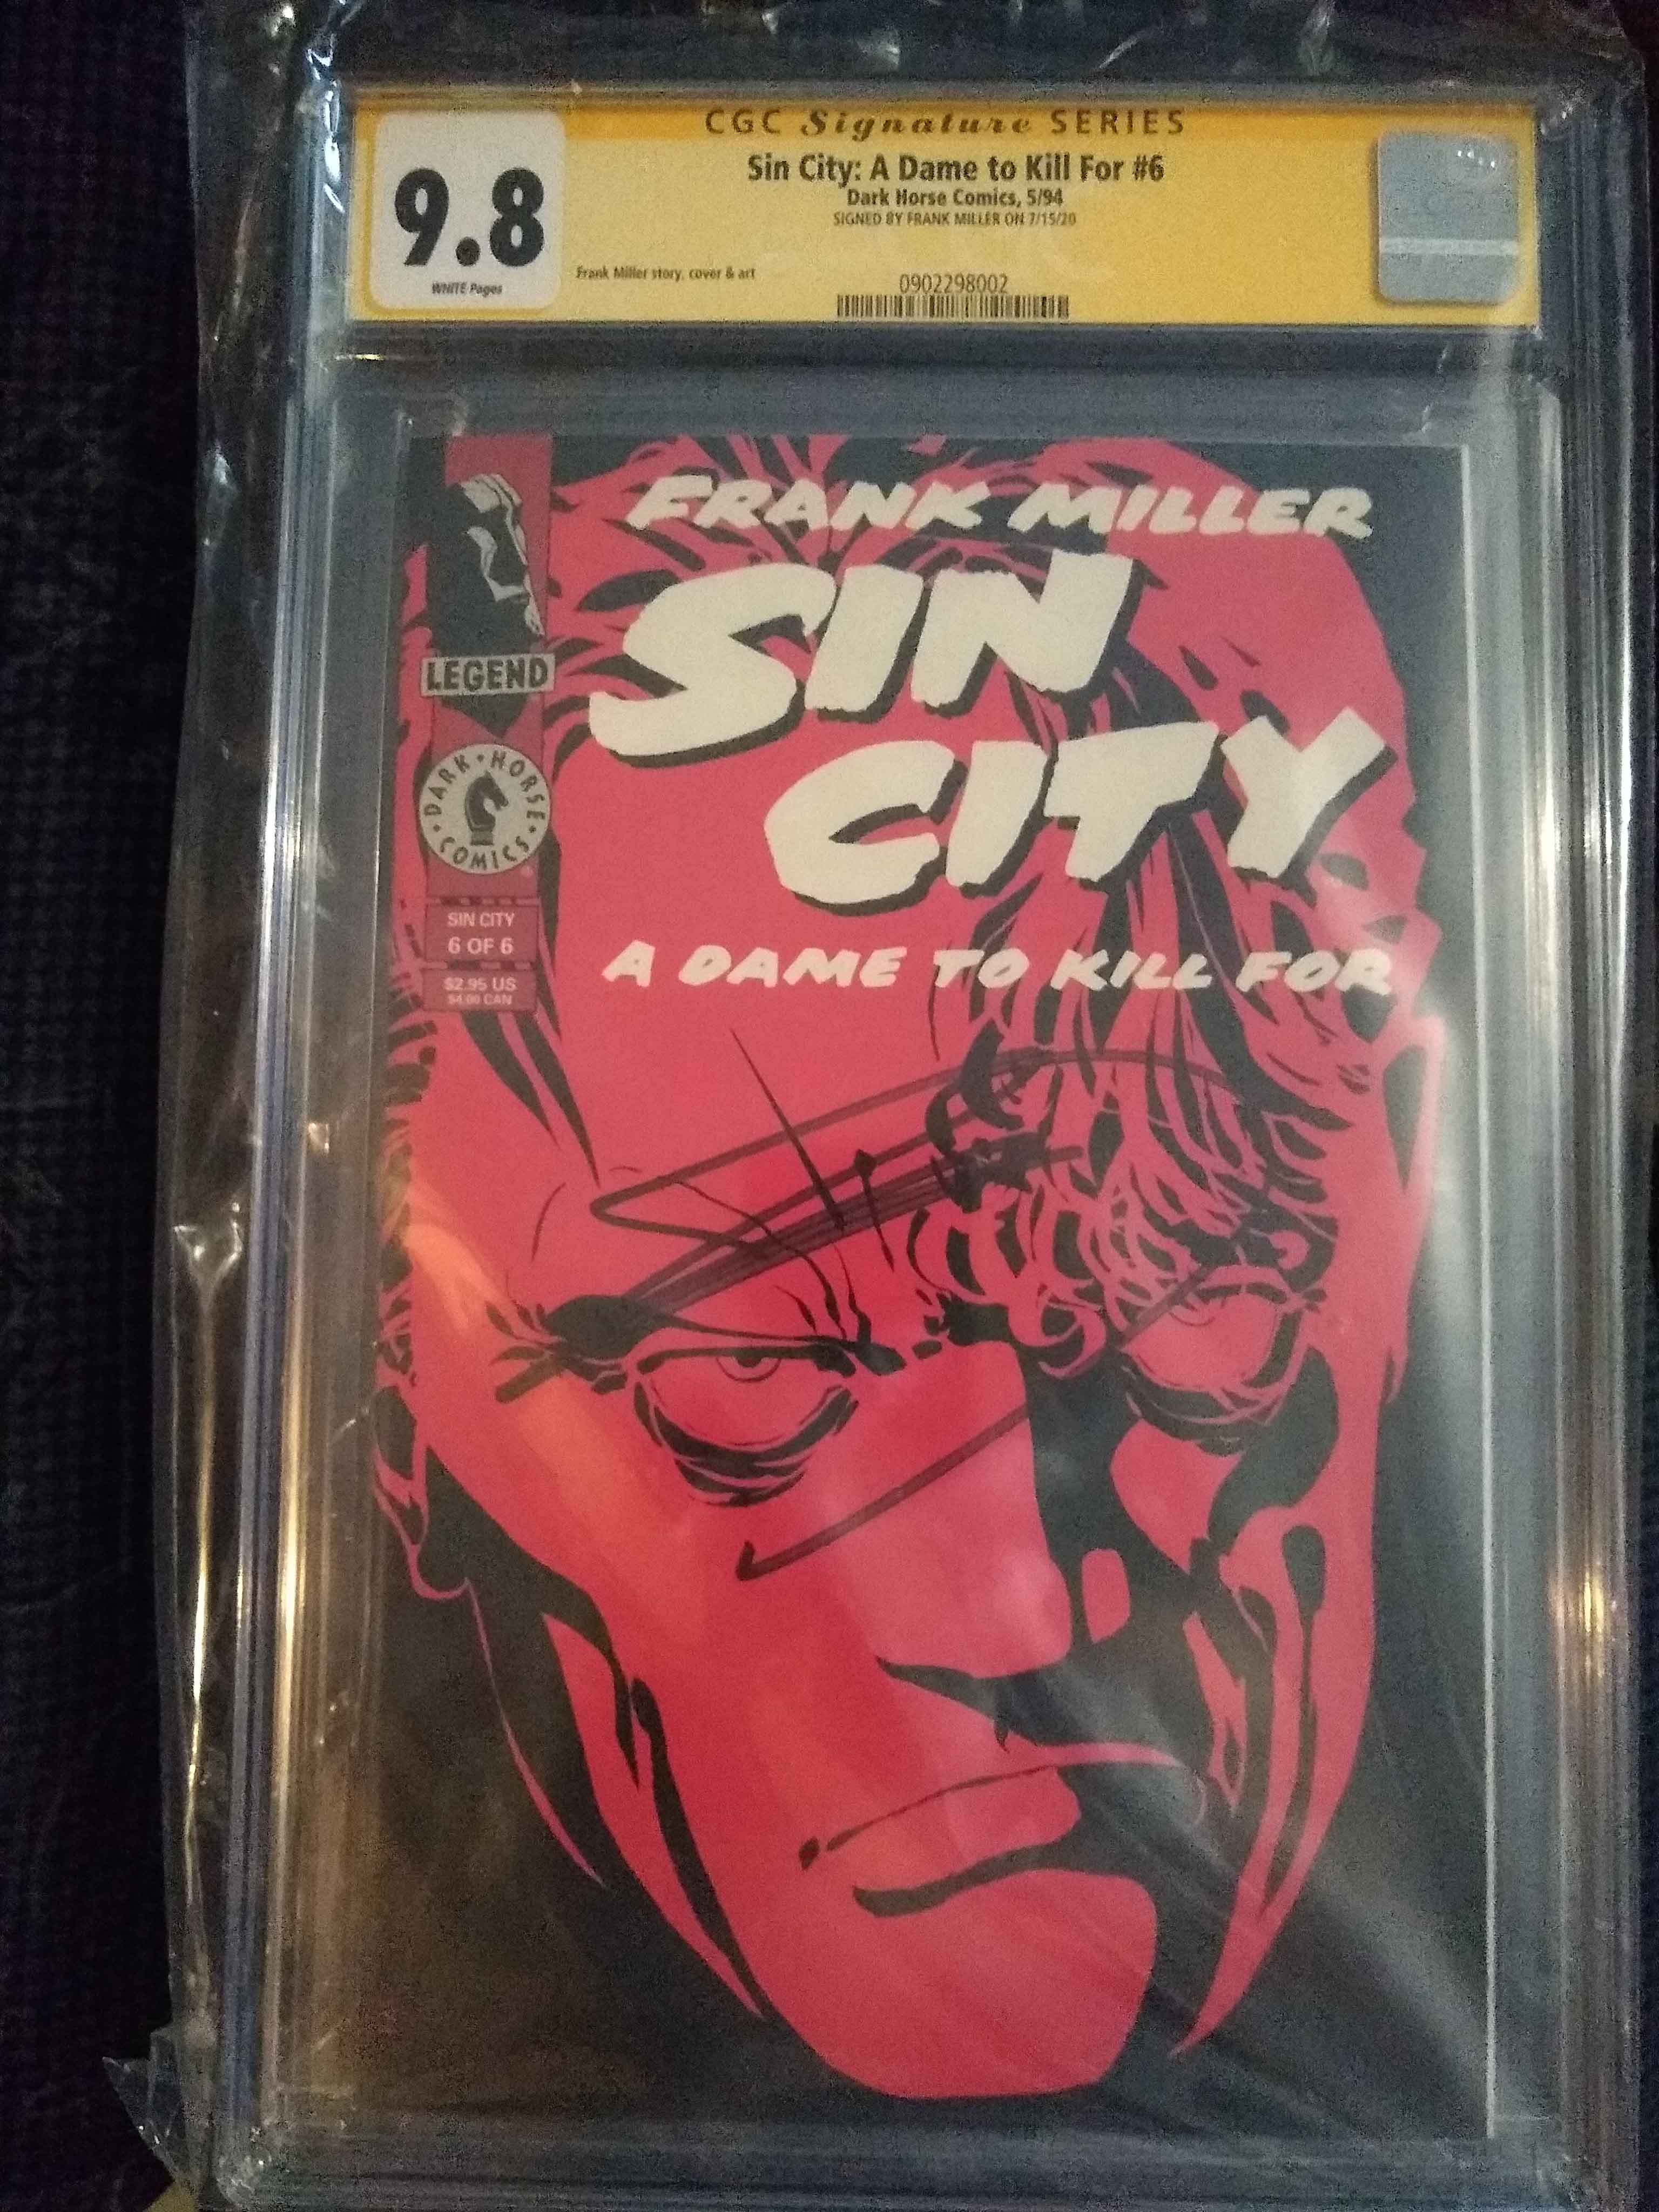 CGC Signature SERIES
9.8
WHITE Pages
Sin City: A Dame to Kill For #6
Dark Horse Comics, 5/94
SIGNED BY FRANK MILLER ON 7/15/20
Frank Miller story, cover & art
0902298002
FRANK MILLER
SIN
CITY
A DAME TO KILL FOR
LEGEND
DARK • HORSE
• COMICS •
SIN CITY
6 OF 6
$2.95 US
$4.00 CAN